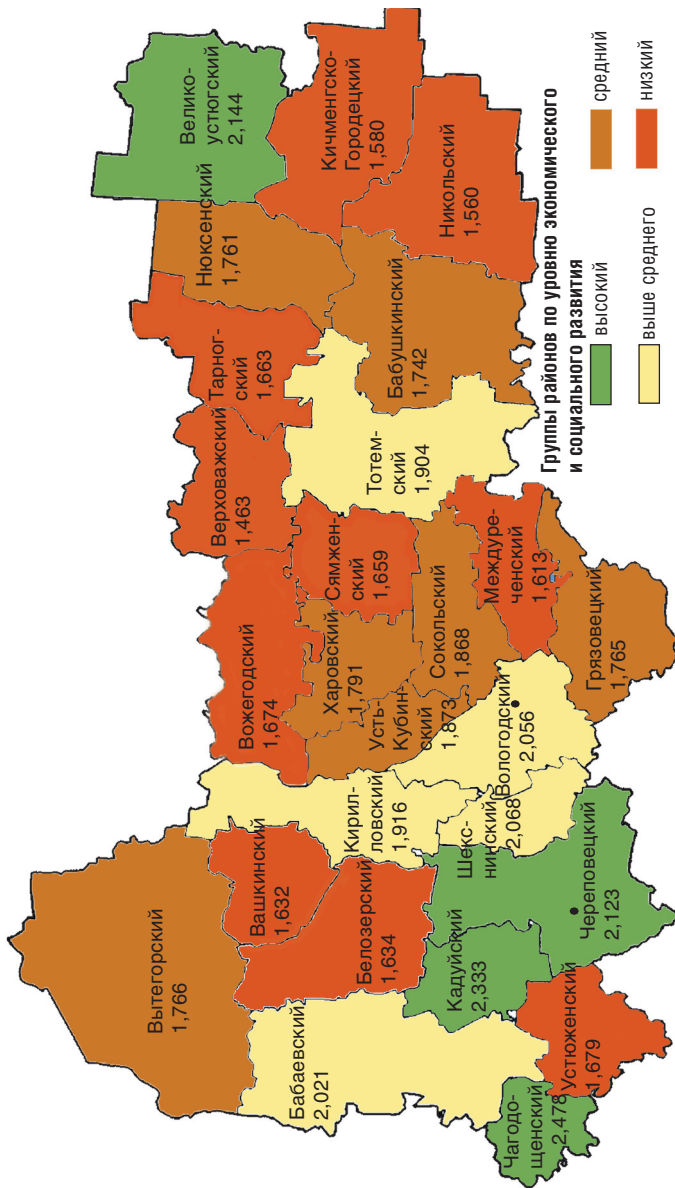 Вытегорский
1,766
Бабаевский
2,021
Вашкинский
1,632
Белозерский
1,634
Кадуйский
2,333
Чагодо-
щенский
2,478
Устюженский
1,679
Череповецкий
2,123
Шекс-
нинский
2,068
Кирил-
ловский
1,916
Вологодский
2,056
Вожегодский
1,674
Харовский
1,791
Усть-
Кубин-
ский
1,873
Сокольский
1,868
Сямжен-
ский
1,659
Междуре-
ченский
1,613
Грязовецкий
1,765
Верховажский
1,463
Тарног-
ский
1,663
Тотем-
ский
1,904
Нюксенский
1,761
Бабушкинский
1,742
Велико-
устюгский
2,144
Кичменгско-
Городецкий
1,580
Никольский
1,560
Группы районов по уровню экономического
и социального развития
высокий
выше среднего
средний
низкий